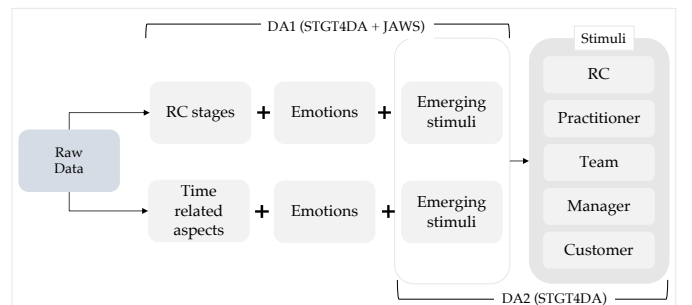 DA1 (STGT4DA + JAWS)
Stimuli
RC stages + Emotions + Emerging
stimuli
Raw
Data
Time
related
aspects
+ Emotions + Emerging
stimuli
RC
Practitioner
Team
Manager
Customer
DA2 (STGT4DA)